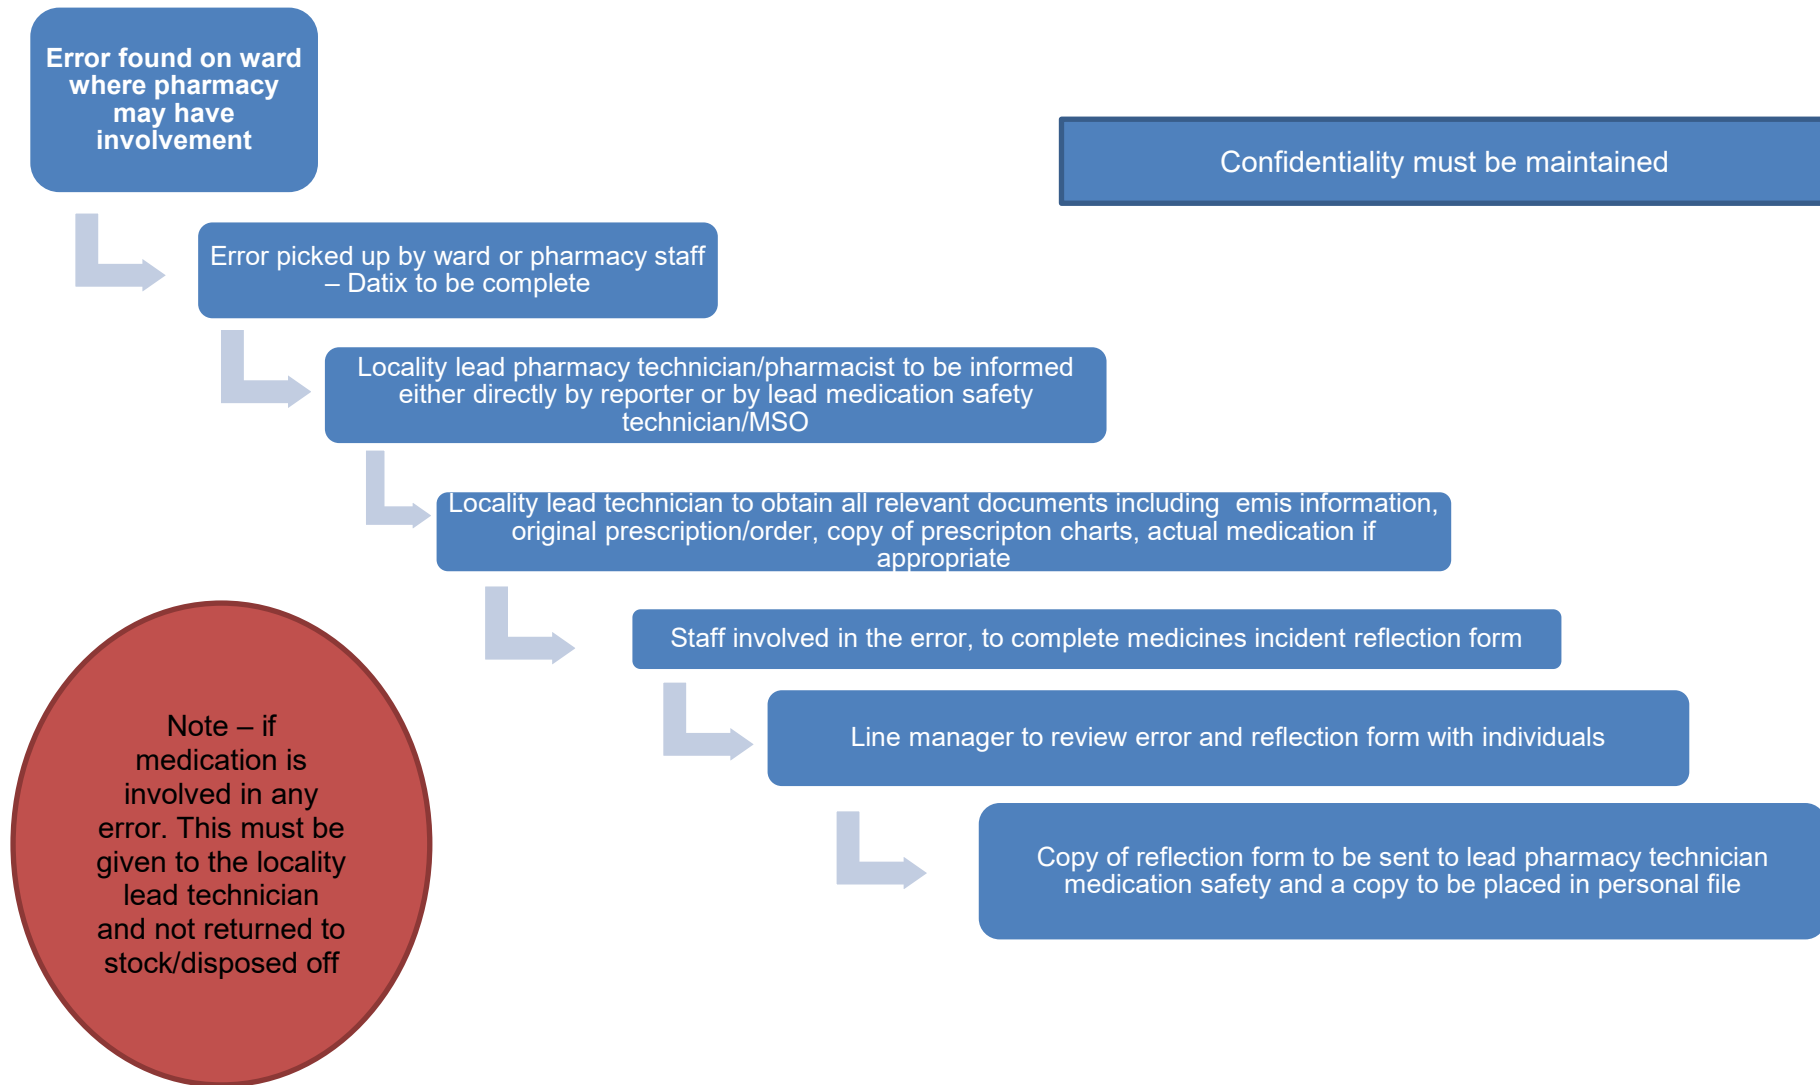 Error found on ward
where pharmacy
may have
involvement
Confidentiality must be maintained
Error picked up by ward or pharmacy staff
– Datix to be complete
Locality lead pharmacy technician/pharmacist to be informed
either directly by reporter or by lead medication safety
technician/MSO
Locality lead technician to obtain all relevant documents including  emis information,
original prescription/order, copy of prescripton charts, actual medication if
appropriate
Staff involved in the error, to complete medicines incident reflection form
Line manager to review error and reflection form with individuals
Copy of reflection form to be sent to lead pharmacy technician
medication safety and a copy to be placed in personal file
Note – if
medication is
involved in any
error. This must be
given to the locality
lead technician
and not returned to
stock/disposed off